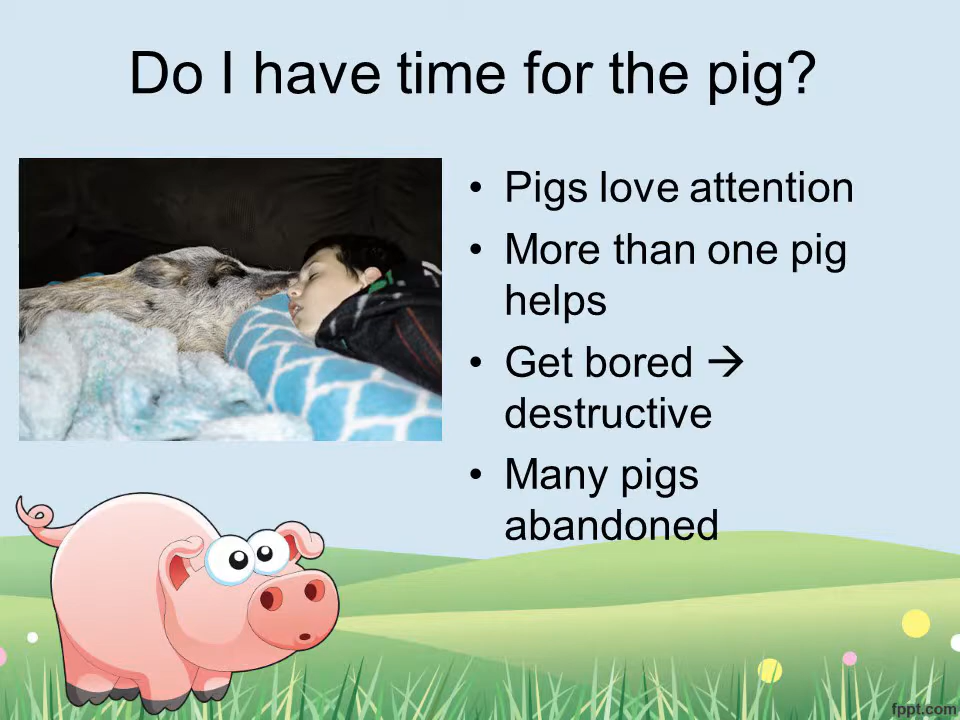 Do I have time for the pig?
• Pigs love attention
• More than one pig
helps
• Get bored →
destructive
• Many pigs
abandoned
fppt.com